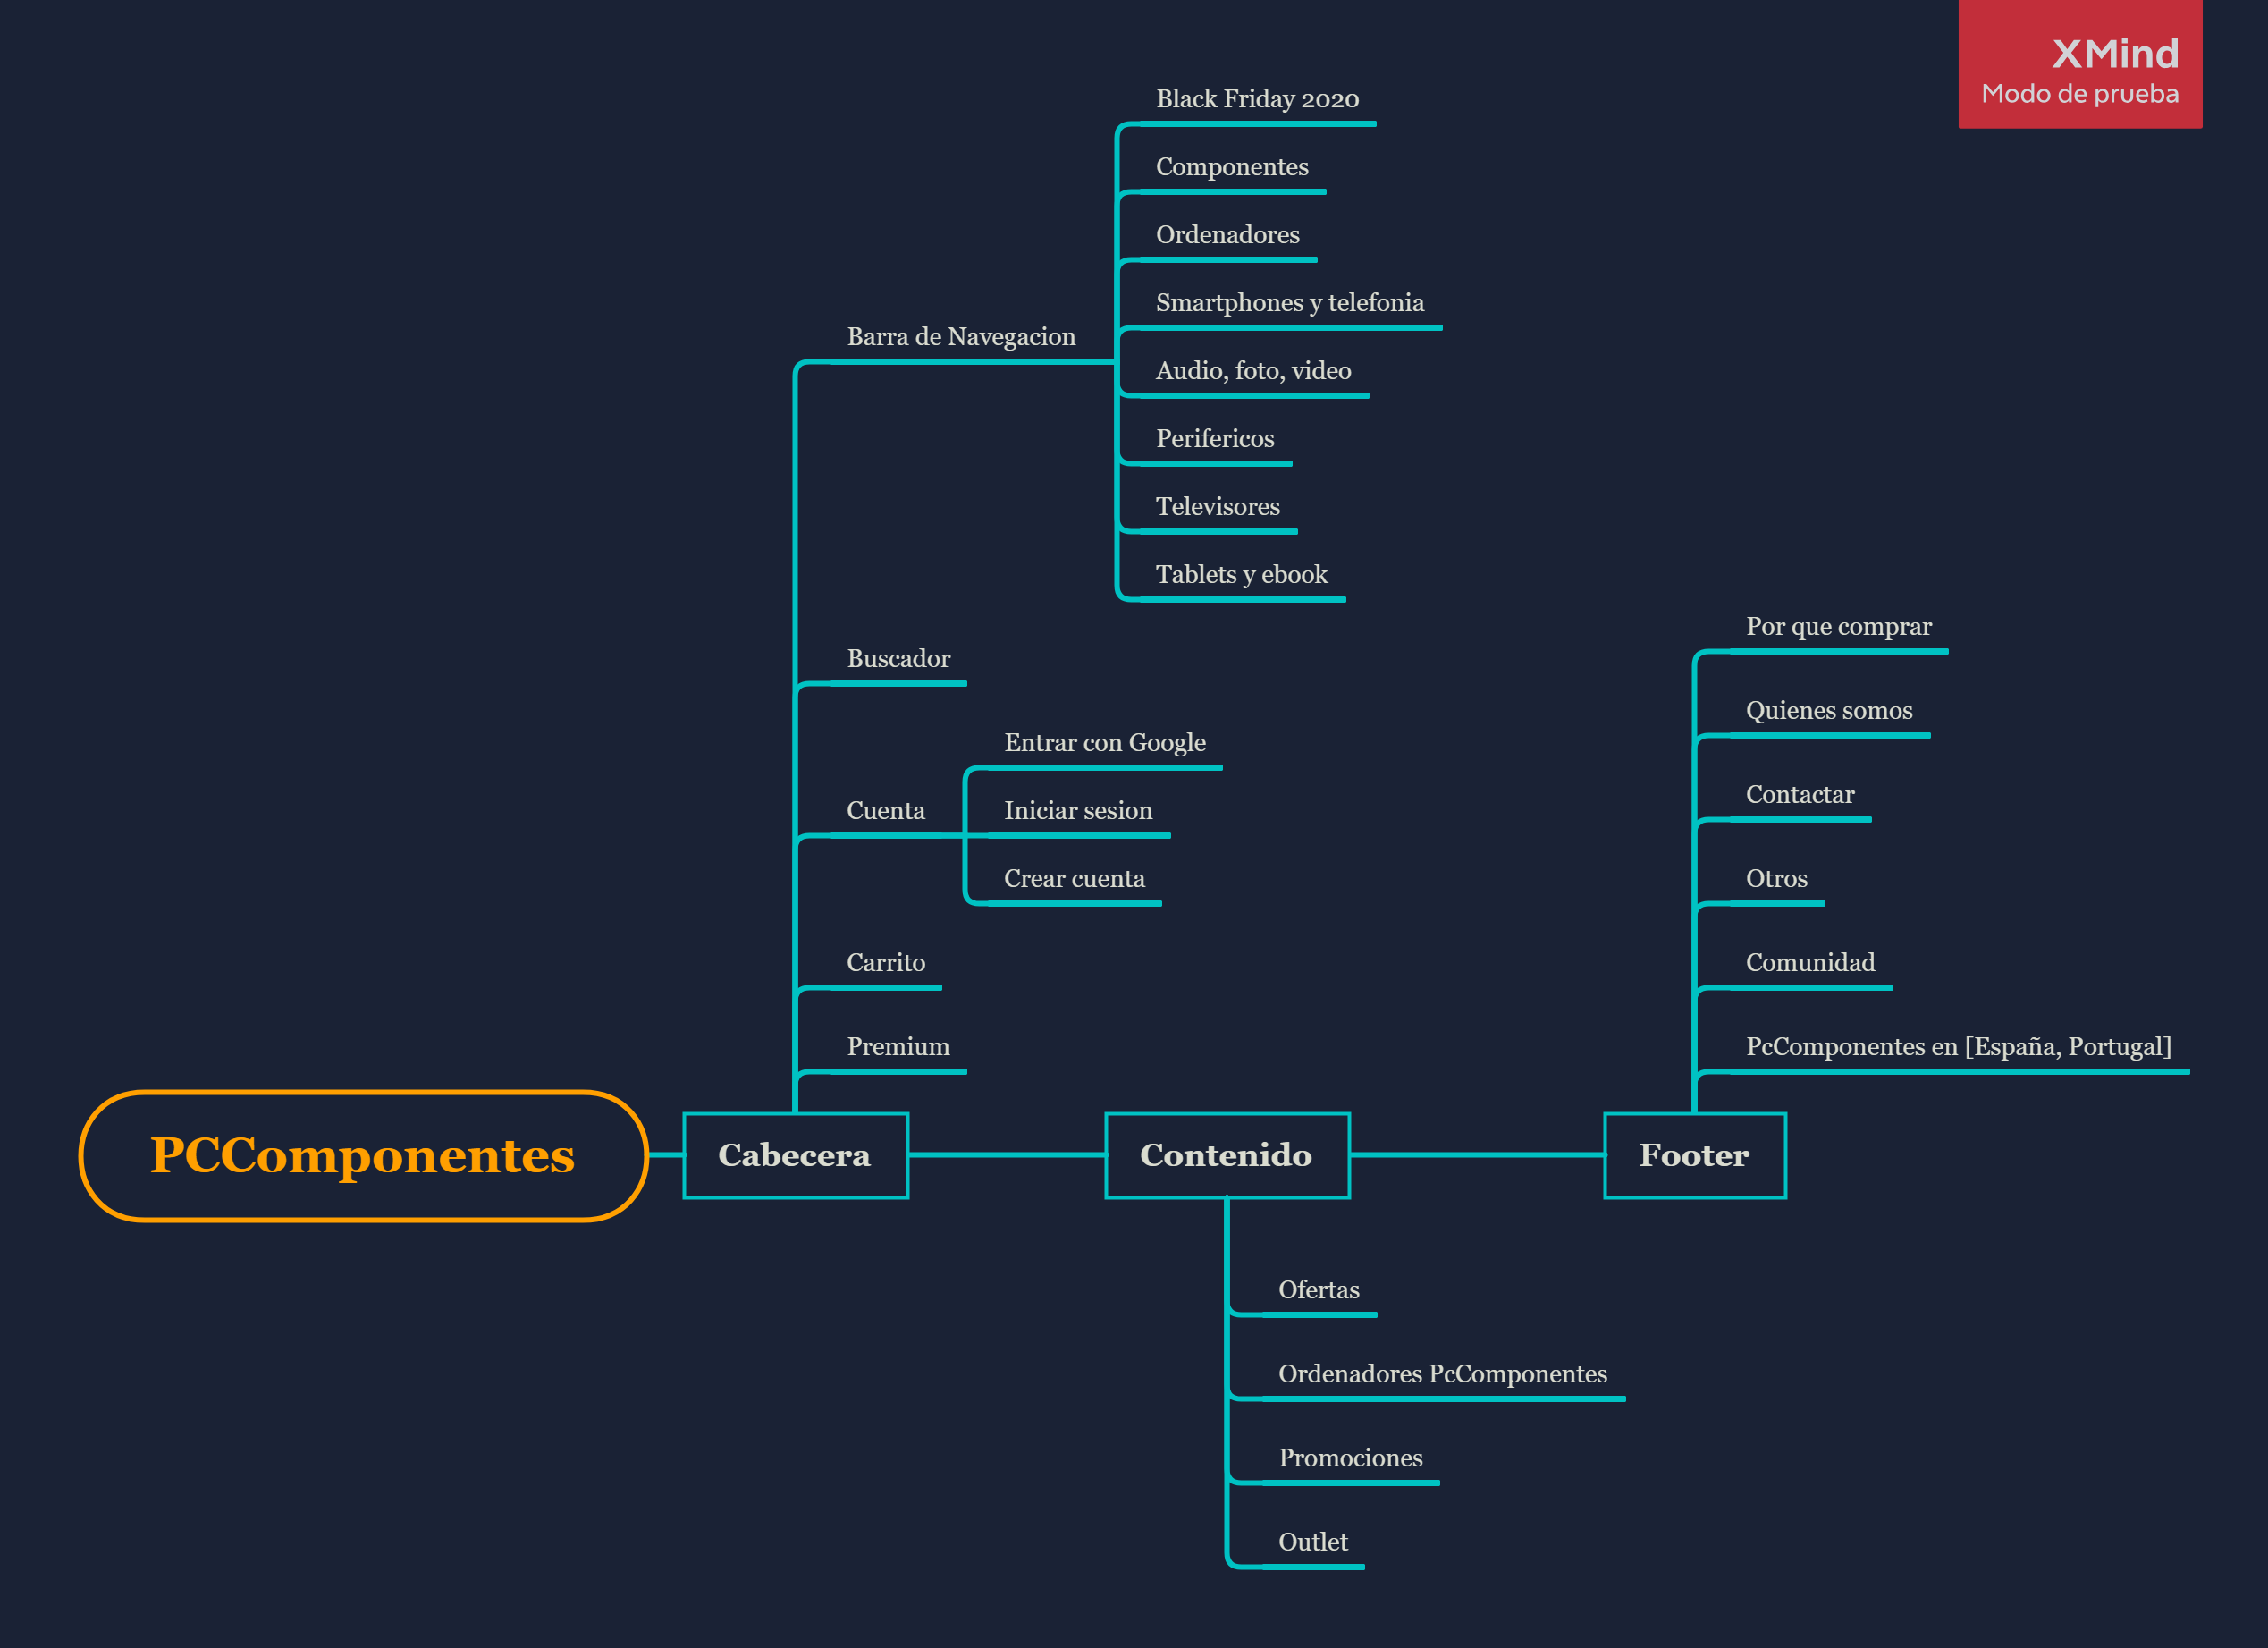 XMind
Modo de prueba
Black Friday 2020
Componentes
Ordenadores
Smartphones y telefonia
Barra de Navegacion
Audio, foto, video
Perifericos
Televisores
Tablets y ebook
Buscador
Entrar con Google
Cuenta
Iniciar sesion
Crear cuenta
Carrito
Premium
Por que comprar
Quienes somos
Contactar
Otros
Comunidad
PcComponentes en [España, Portugal]
PCComponentes
Cabecera
Contenido
Footer
Ofertas
Ordenadores PcComponentes
Promociones
Outlet